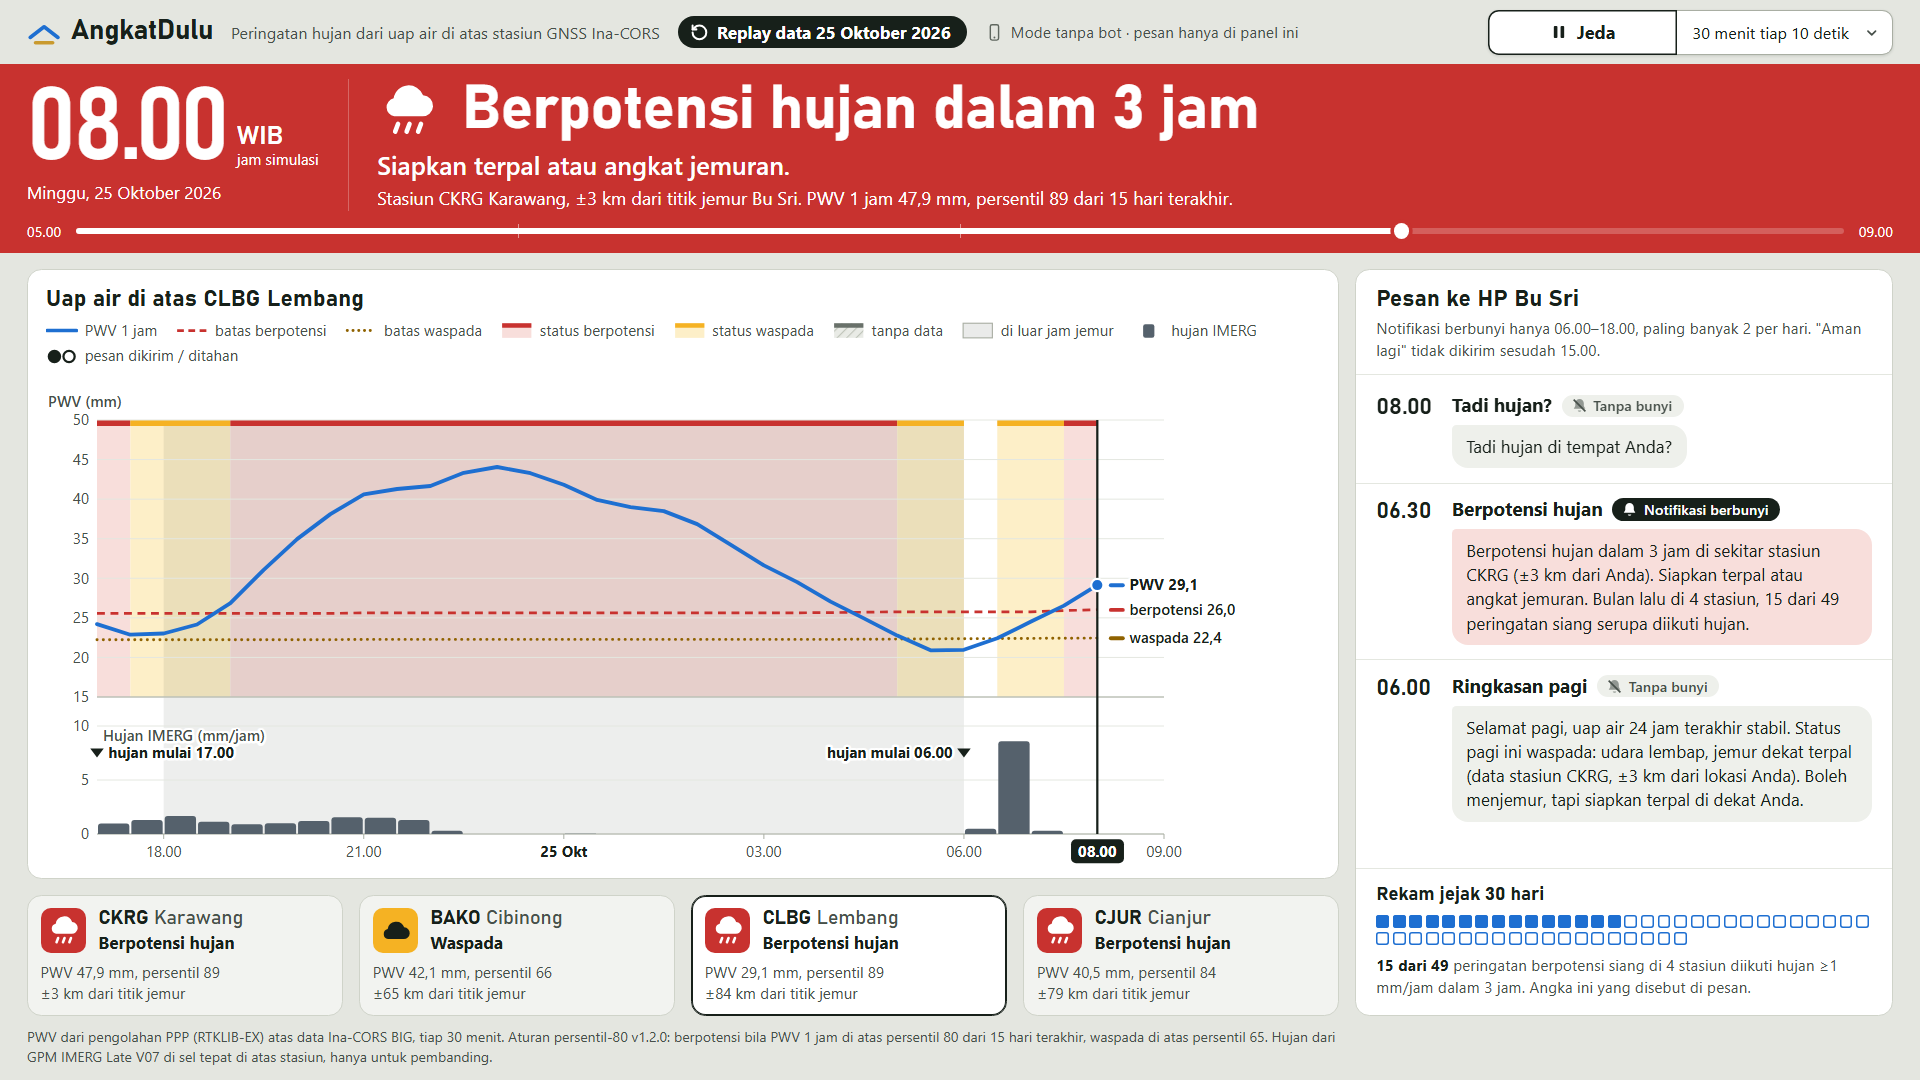 AngkatDulu
Peringatan hujan dari uap air di atas stasiun GNSS Ina-CORS
Replay data 25 Oktober 2026
Mode tanpa bot · pesan hanya di panel ini
Jeda
30 menit tiap 10 detik
08.00 WIB
jam simulasi
Minggu, 25 Oktober 2026
Berpotensi hujan dalam 3 jam
Siapkan terpal atau angkat jemuran.
Stasiun CKRG Karawang, ±3 km dari titik jemur Bu Sri. PWV 1 jam 47,9 mm, persentil 89 dari 15 hari terakhir.
05.00
09.00
Uap air di atas CLBG Lembang
PWV 1 jam
batas berpotensi
batas waspada
status berpotensi
status waspada
tanpa data
di luar jam jemur
hujan IMERG
pesan dikirim / ditahan
PWV (mm)
50
45
40
35
30
25
20
15
PWV 29,1
berpotensi 26,0
waspada 22,4
10
5
0
Hujan IMERG (mm/jam)
hujan mulai 17.00
hujan mulai 06.00
18.00
21.00
25 Okt
03.00
06.00
08.00
09.00
CKRG Karawang
Berpotensi hujan
PWV 47,9 mm, persentil 89
±3 km dari titik jemur
BAKO Cibinong
Waspada
PWV 42,1 mm, persentil 66
±65 km dari titik jemur
CLBG Lembang
Berpotensi hujan
PWV 29,1 mm, persentil 89
±84 km dari titik jemur
CJUR Cianjur
Berpotensi hujan
PWV 40,5 mm, persentil 84
±79 km dari titik jemur
PWV dari pengolahan PPP (RTKLIB-EX) atas data Ina-CORS BIG, tiap 30 menit. Aturan persentil-80 v1.2.0: berpotensi bila PWV 1 jam di atas persentil 80 dari 15 hari terakhir, waspada di atas persentil 65. Hujan dari
GPM IMERG Late V07 di sel tepat di atas stasiun, hanya untuk pembanding.
Pesan ke HP Bu Sri
Notifikasi berbunyi hanya 06.00–18.00, paling banyak 2 per hari. "Aman
lagi" tidak dikirim sesudah 15.00.
08.00
Tadi hujan?
Tanpa bunyi
Tadi hujan di tempat Anda?
06.30
Berpotensi hujan
Notifikasi berbunyi
Berpotensi hujan dalam 3 jam di sekitar stasiun
CKRG (±3 km dari Anda). Siapkan terpal atau
angkat jemuran. Bulan lalu di 4 stasiun, 15 dari 49
peringatan siang serupa diikuti hujan.
06.00
Ringkasan pagi
Tanpa bunyi
Selamat pagi, uap air 24 jam terakhir stabil. Status
pagi ini waspada: udara lembap, jemur dekat terpal
(data stasiun CKRG, ±3 km dari lokasi Anda). Boleh
menjemur, tapi siapkan terpal di dekat Anda.
Rekam jejak 30 hari
15 dari 49 peringatan berpotensi siang di 4 stasiun diikuti hujan ≥1
mm/jam dalam 3 jam. Angka ini yang disebut di pesan.